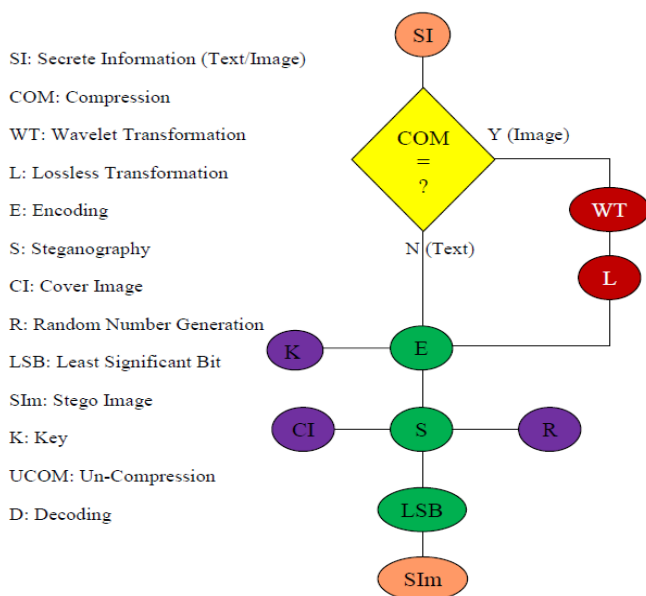 SI: Secrete Information (Text/Image)
COM: Compression
WT: Wavelet Transformation
L: Lossless Transformation
E: Encoding
S: Steganography
CI: Cover Image
R: Random Number Generation
LSB: Least Significant Bit
SIm: Stego Image
K: Key
UCOM: Un-Compression
D: Decoding
SI
COM
=
?
Y (Image)
WT
N (Text)
L
K
E
CI
S
R
LSB
SIm